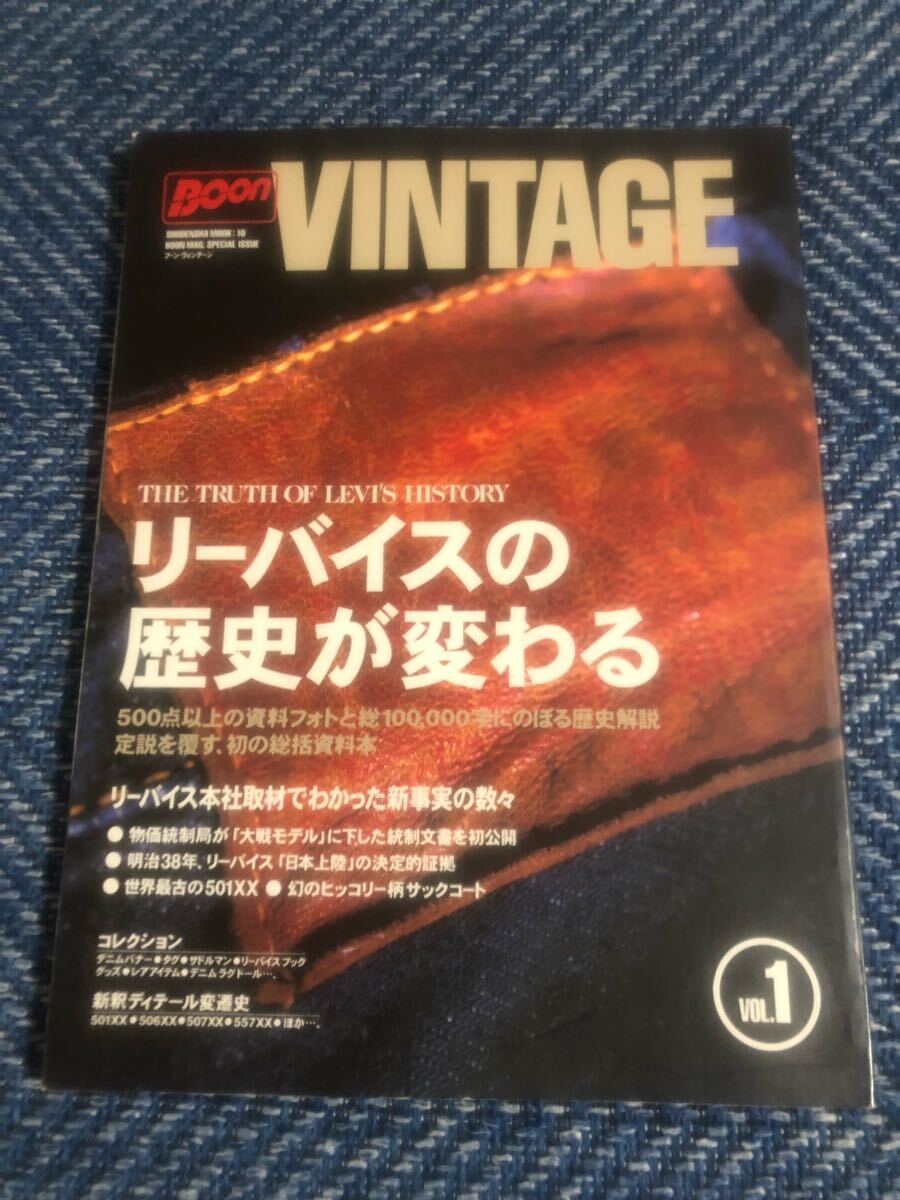 Boon
VINTAGE
SHODENSHA MOOK : 10
BOON MAG. SPECIAL ISSUE
ブーン・ヴィンテージ
THE TRUTH OF LEVI'S HISTORY
リーバイスの
歴史が変わる
500点以上の資料フォトと総100,000字にのぼる歴史解説
定説を覆す、初の総括資料本
リーバイス本社取材でわかった新事実の数々
● 物価統制局が「大戦モデル」に下した統制文書を初公開
● 明治38年、リーバイス「日本上陸」の決定的証拠
● 世界最古の501XX ● 幻のヒッコリー柄サックコート
コレクション
デニムバナー●タグ●サドルマン●リーバイスブック
グッズ●レアアイテム●デニムラグドール…。
新釈ディテール変遷史
501XX●506XX●507XX●557XX●ほか…。
VOL.1